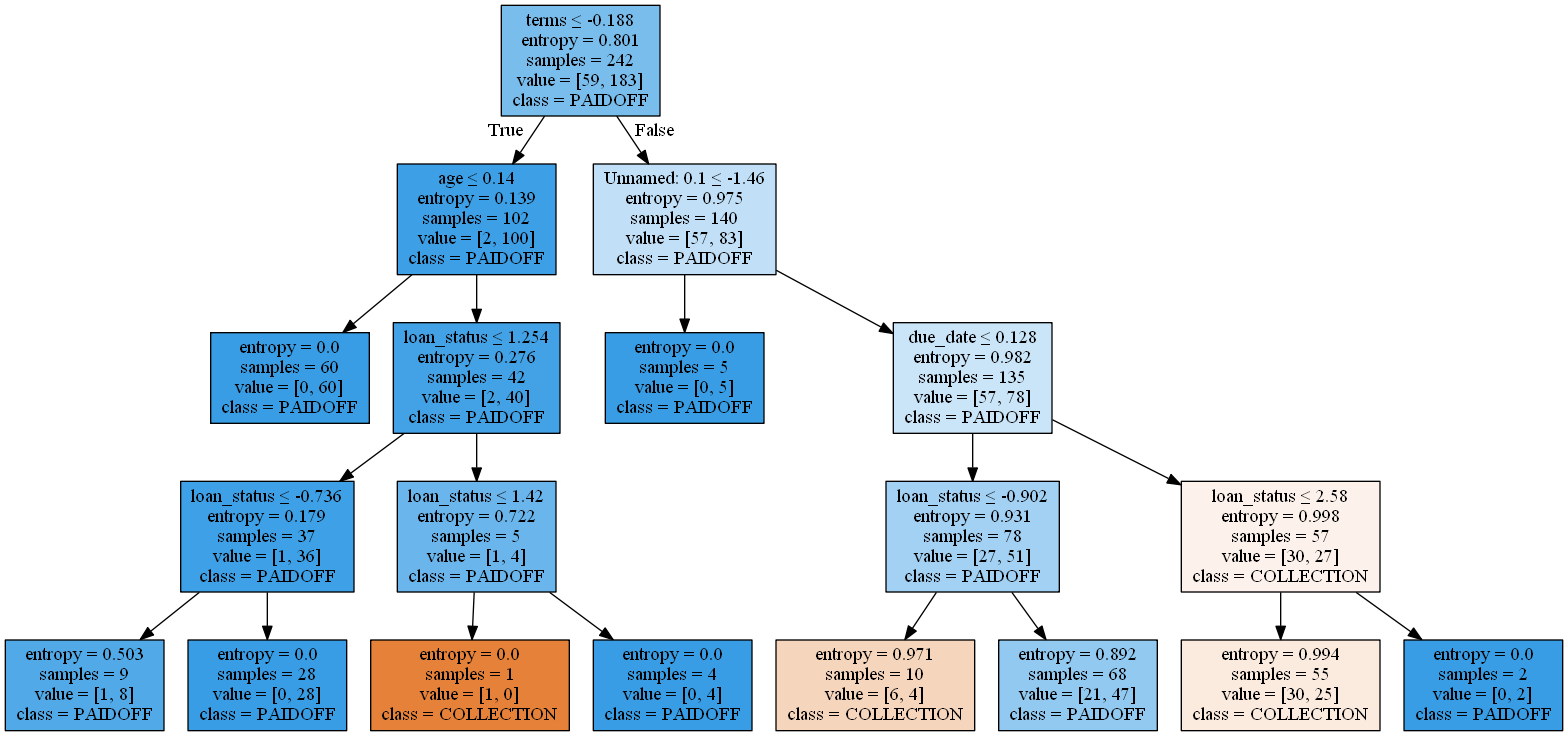 terms ≤ -0.188
entropy = 0.801
samples = 242
value = [59, 183]
class = PAIDOFF
True
False
age ≤ 0.14
entropy = 0.139
samples = 102
value = [2, 100]
class = PAIDOFF
Unnamed: 0.1 ≤ -1.46
entropy = 0.975
samples = 140
value = [57, 83]
class = PAIDOFF
entropy = 0.0
samples = 60
value = [0, 60]
class = PAIDOFF
loan_status ≤ 1.254
entropy = 0.276
samples = 42
value = [2, 40]
class = PAIDOFF
entropy = 0.0
samples = 5
value = [0, 5]
class = PAIDOFF
due_date ≤ 0.128
entropy = 0.982
samples = 135
value = [57, 78]
class = PAIDOFF
loan_status ≤ -0.736
entropy = 0.179
samples = 37
value = [1, 36]
class = PAIDOFF
loan_status ≤ 1.42
entropy = 0.722
samples = 5
value = [1, 4]
class = PAIDOFF
loan_status ≤ -0.902
entropy = 0.931
samples = 78
value = [27, 51]
class = PAIDOFF
loan_status ≤ 2.58
entropy = 0.998
samples = 57
value = [30, 27]
class = COLLECTION
entropy = 0.503
samples = 9
value = [1, 8]
class = PAIDOFF
entropy = 0.0
samples = 28
value = [0, 28]
class = PAIDOFF
entropy = 0.0
samples = 1
value = [1, 0]
class = COLLECTION
entropy = 0.0
samples = 4
value = [0, 4]
class = PAIDOFF
entropy = 0.971
samples = 10
value = [6, 4]
class = COLLECTION
entropy = 0.892
samples = 68
value = [21, 47]
class = PAIDOFF
entropy = 0.994
samples = 55
value = [30, 25]
class = COLLECTION
entropy = 0.0
samples = 2
value = [0, 2]
class = PAIDOFF